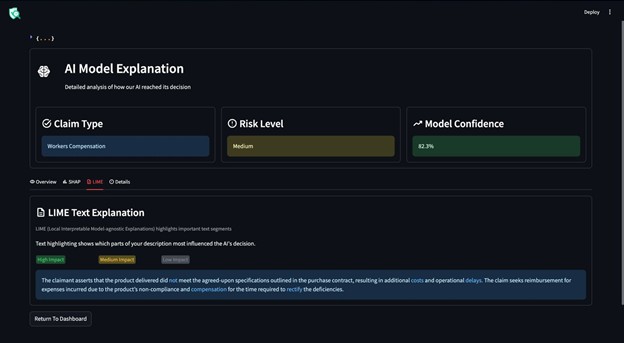 Deploy
{...}
AI Model Explanation
Detailed analysis of how our AI reached its decision
Claim Type
Workers Compensation
Risk Level
Medium
Model Confidence
82.3%
Overview SHAP LIME Details
LIME Text Explanation
LIME (Local Interpretable Model-agnostic Explanations) highlights important text segments
Text highlighting shows which parts of your description most influenced the AI's decision.
High Impact Medium Impact Low Impact
The claimant asserts that the product delivered did not meet the agreed-upon specifications outlined in the purchase contract, resulting in additional costs and operational delays. The claim seeks reimbursement for
expenses incurred due to the product's non-compliance and compensation for the time required to rectify the deficiencies.
Return To Dashboard